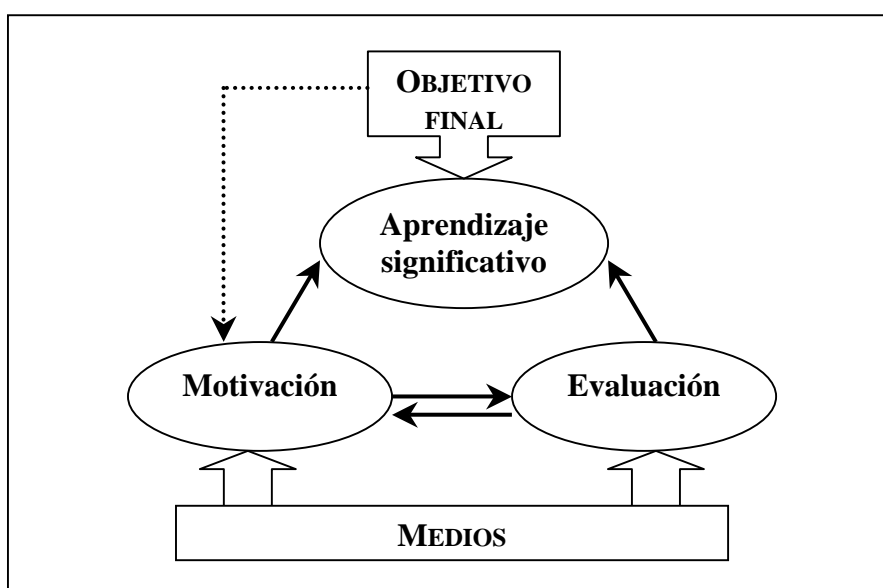 OBJETIVO
FINAL
Aprendizaje
significativo
Motivación
Evaluación
MEDIOS